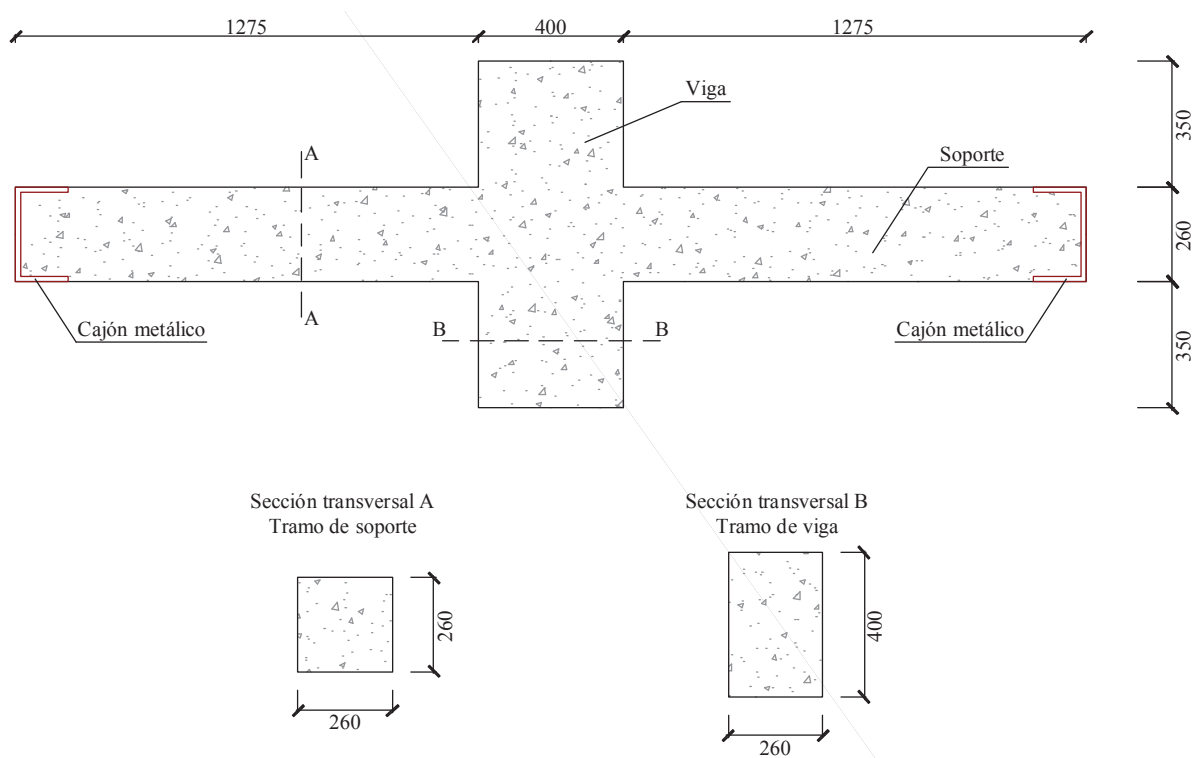 1275
400
1275
Viga
350
A
Soporte
260
A
Cajón metálico
B
B
Cajón metálico
350
Sección transversal A
Tramo de soporte
Sección transversal B
Tramo de viga
260
400
260
260